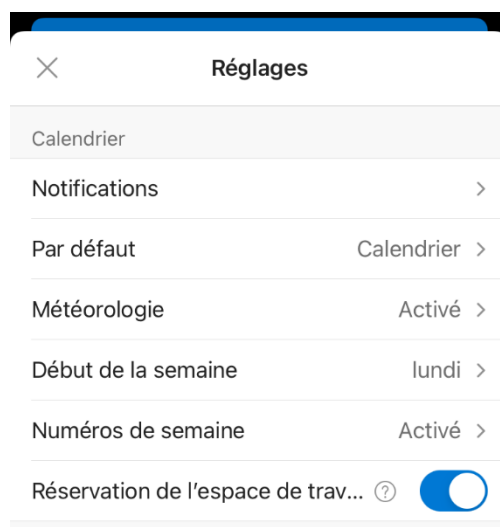 Réglages
Calendrier
Notifications
Par défaut Calendrier
Météorologie Activé
Début de la semaine lundi
Numéros de semaine Activé
Réservation de l'espace de trav... ?